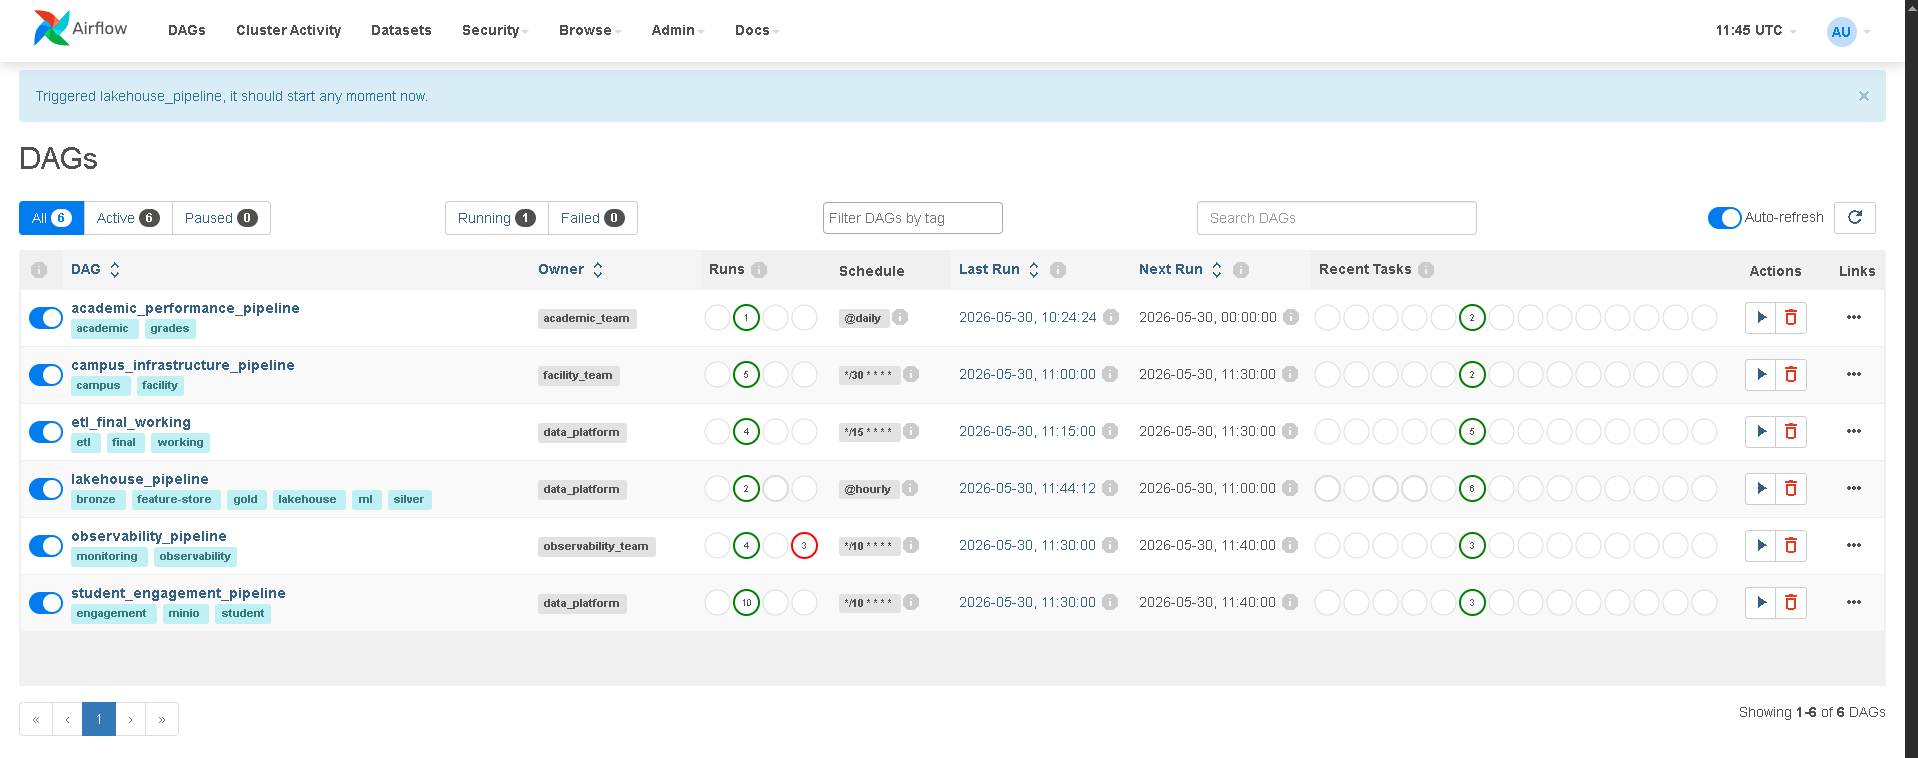 Airflow DAGs Cluster Activity Datasets Security Browse Admin Docs 11:45 UTC AU
Triggered lakehouse_pipeline, it should start any moment now. ×
DAGs
All 6 Active 6 Paused 0 Running 1 Failed 0 Filter DAGs by tag Search DAGs Auto-refresh
i DAG Owner Runs i Schedule Last Run i Next Run i Recent Tasks i Actions Links
academic_performance_pipeline
academic_team 1 @daily i 2026-05-30, 10:24:24 i 2026-05-30, 00:00:00 i 2 •••
academic grades
campus_infrastructure_pipeline
facility_team 5 */30 * * * * i 2026-05-30, 11:00:00 i 2026-05-30, 11:30:00 i 2 •••
campus facility
etl_final_working
data_platform 4 */15 * * * * i 2026-05-30, 11:15:00 i 2026-05-30, 11:30:00 i 5 •••
etl final working
lakehouse_pipeline
data_platform 2 @hourly i 2026-05-30, 11:44:12 i 2026-05-30, 11:00:00 i 6 •••
bronze feature-store gold lakehouse ml silver
observability_pipeline
observability_team 4 3 */10 * * * * i 2026-05-30, 11:30:00 i 2026-05-30, 11:40:00 i 3 •••
monitoring observability
student_engagement_pipeline
data_platform 10 */10 * * * * i 2026-05-30, 11:30:00 i 2026-05-30, 11:40:00 i 3 •••
engagement minio student
« ‹ 1 › » Showing 1-6 of 6 DAGs